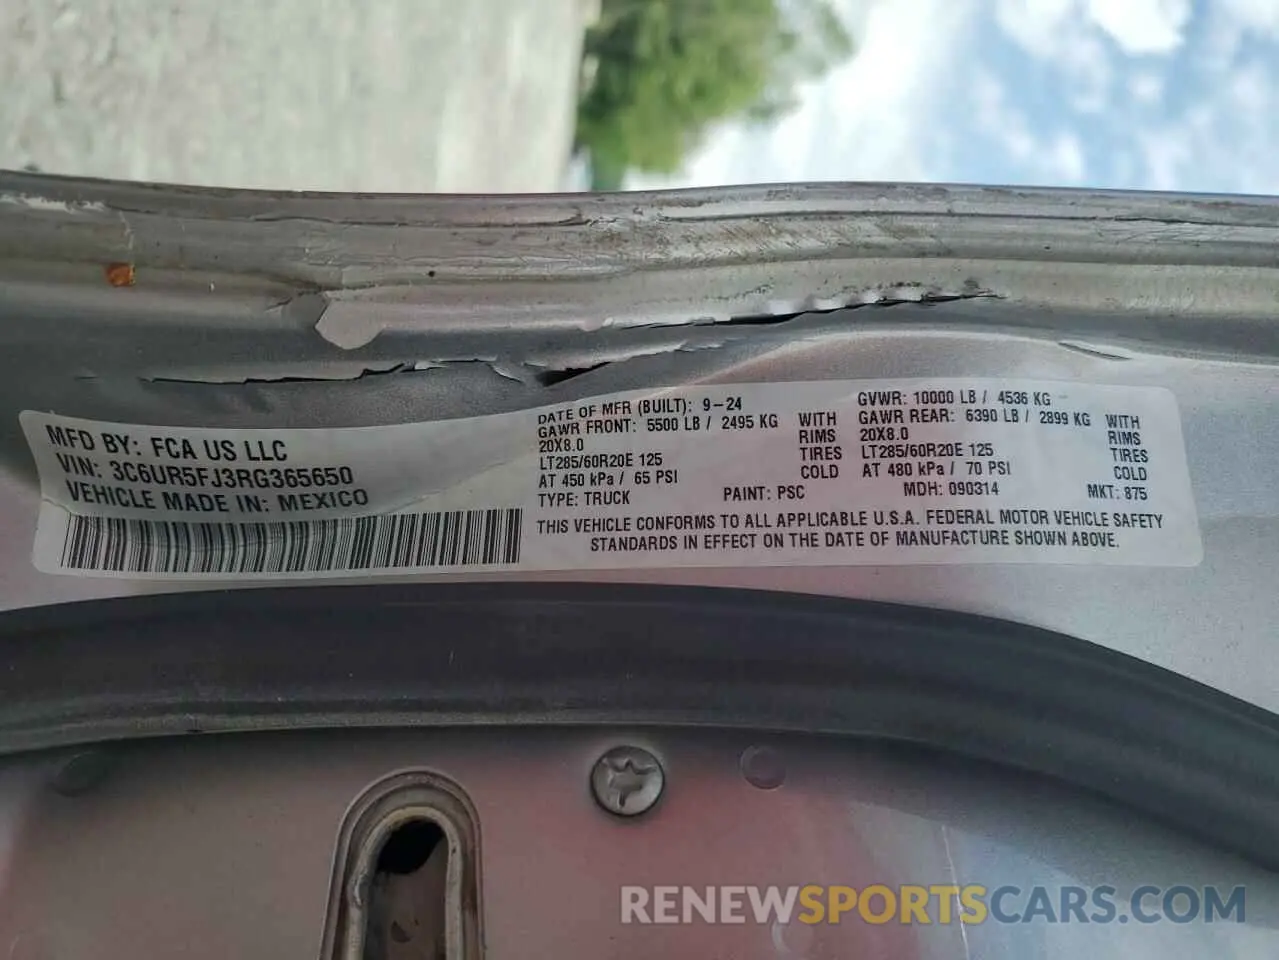 MFD BY: FCA US LLC
VIN: 3C6UR5FJ3RG365650
VEHICLE MADE IN: MEXICO
DATE OF MFR (BUILT): 9-24
GAWR FRONT: 5500 LB / 2495 KG WITH
20X8.0 RIMS
LT285/60R20E 125 TIRES
AT 450 kPa / 65 PSI COLD
TYPE: TRUCK PAINT: PSC
GVWR: 10000 LB / 4536 KG
GAWR REAR: 6390 LB / 2899 KG WITH
20X8.0 RIMS
LT285/60R20E 125 TIRES
AT 480 kPa / 70 PSI COLD
MDH: 090314 MKT: 875
THIS VEHICLE CONFORMS TO ALL APPLICABLE U.S.A. FEDERAL MOTOR VEHICLE SAFETY
STANDARDS IN EFFECT ON THE DATE OF MANUFACTURE SHOWN ABOVE.
RENEWSPORTSCARS.COM